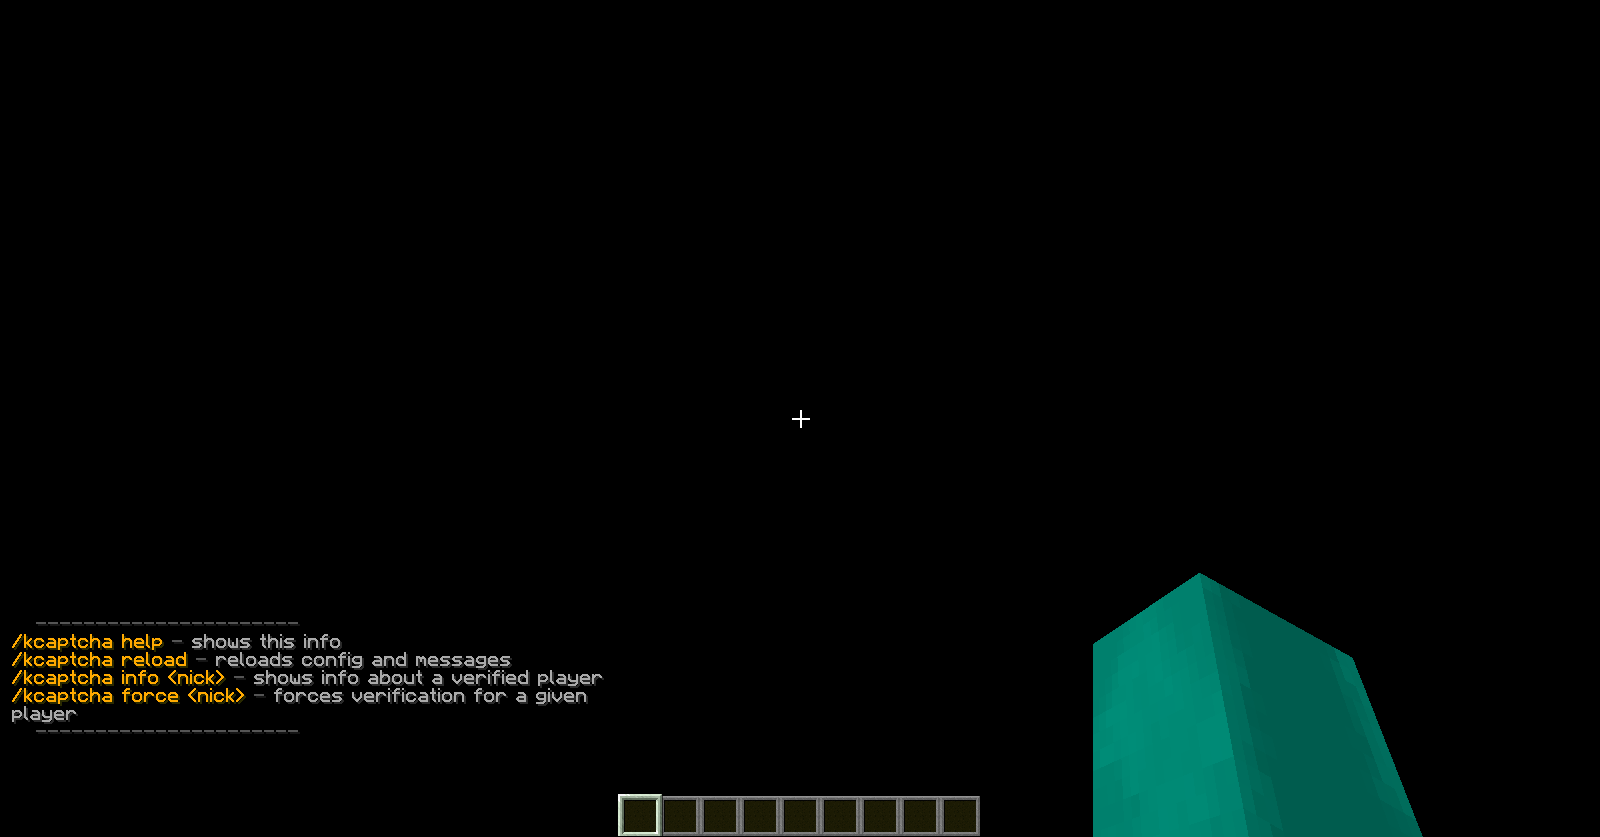 ----------------------
/kcaptcha help - shows this info
/kcaptcha reload - reloads config and messages
/kcaptcha info <nick> - shows info about a verified player
/kcaptcha force <nick> - forces verification for a given
player
----------------------